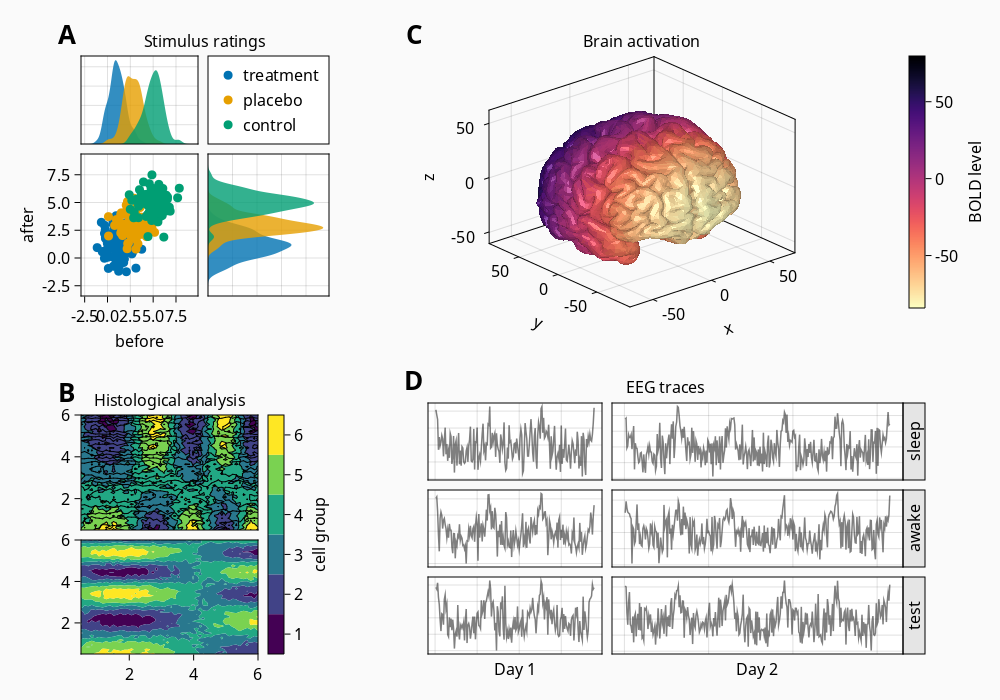 A
Stimulus ratings
treatment
placebo
control
7.5
5.0
2.5
0.0
-2.5
after
-2.5 0.0 2.5 5.0 7.5
before
B
Histological analysis
6
4
2
6
4
2
2 4 6
6
5
4
3
2
1
cell group
C
Brain activation
50
0
-50
z
50
0
-50
y
-50
0
50
x
50
0
-50
BOLD level
D
EEG traces
sleep
awake
test
Day 1 Day 2